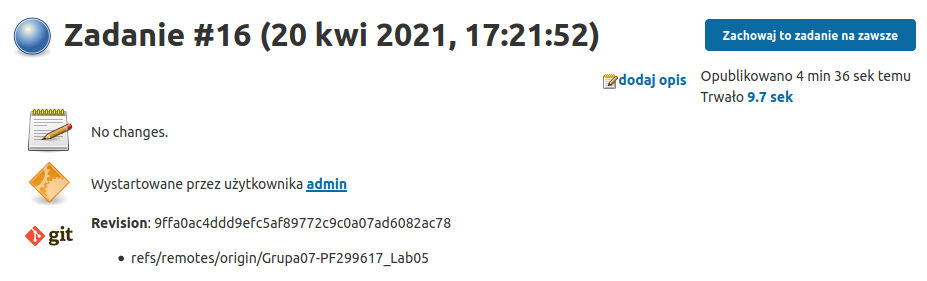 Zadanie #16 (20 kwi 2021, 17:21:52)
Zachowaj to zadanie na zawsze
dodaj opis
Opublikowano 4 min 36 sek temu
Trwało 9.7 sek
No changes.
Wystartowane przez użytkownika admin
git
Revision: 9ffa0ac4ddd9efc5af89772c9c0a07ad6082ac78
• refs/remotes/origin/Grupa07-PF299617_Lab05